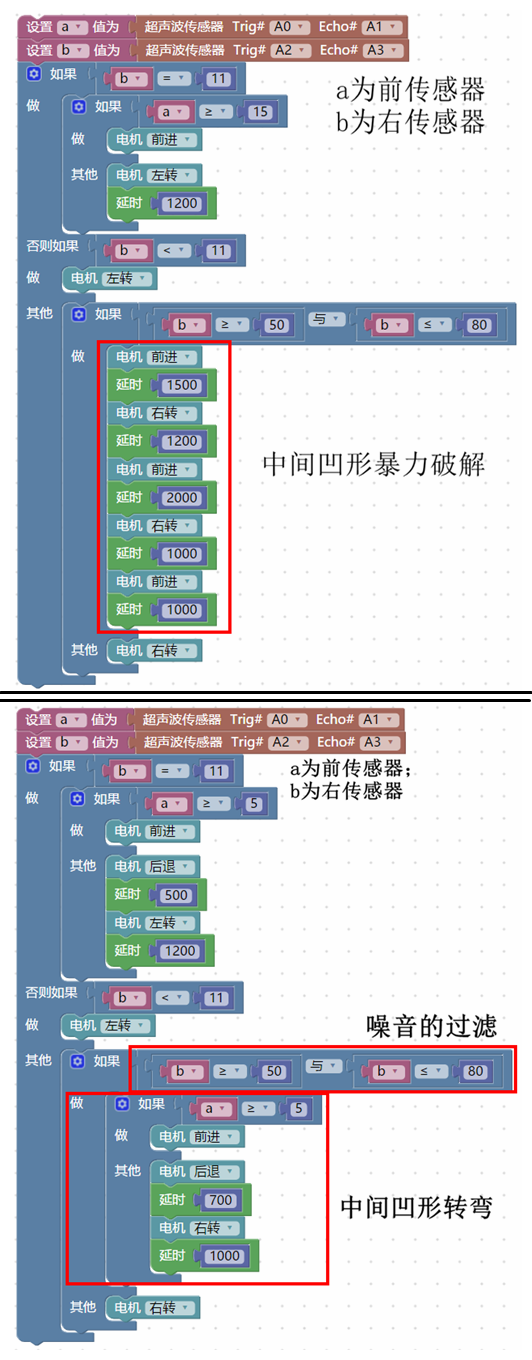 设置 a 值为 超声波传感器 Trig# A0 Echo# A1
设置 b 值为 超声波传感器 Trig# A2 Echo# A3
如果 b = 11
a为前传感器
做 如果 a ≥ 15
b为右传感器
做 电机 前进
其他 电机 左转
延时 1200
否则如果 b < 11
做 电机 左转
其他 如果 b ≥ 50 与 b ≤ 80
做 电机 前进
延时 1500
电机 右转
延时 1200
电机 前进
中间凹形暴力破解
延时 2000
电机 右转
延时 1000
电机 前进
延时 1000
其他 电机 右转
设置 a 值为 超声波传感器 Trig# A0 Echo# A1
设置 b 值为 超声波传感器 Trig# A2 Echo# A3
如果 b = 11
a为前传感器;
b为右传感器
做 如果 a ≥ 5
做 电机 前进
其他 电机 后退
延时 500
电机 左转
延时 1200
否则如果 b < 11
做 电机 左转
噪音的过滤
其他 如果 b ≥ 50 与 b ≤ 80
做 如果 a ≥ 5
做 电机 前进
其他 电机 后退
延时 700
中间凹形转弯
电机 右转
延时 1000
其他 电机 右转